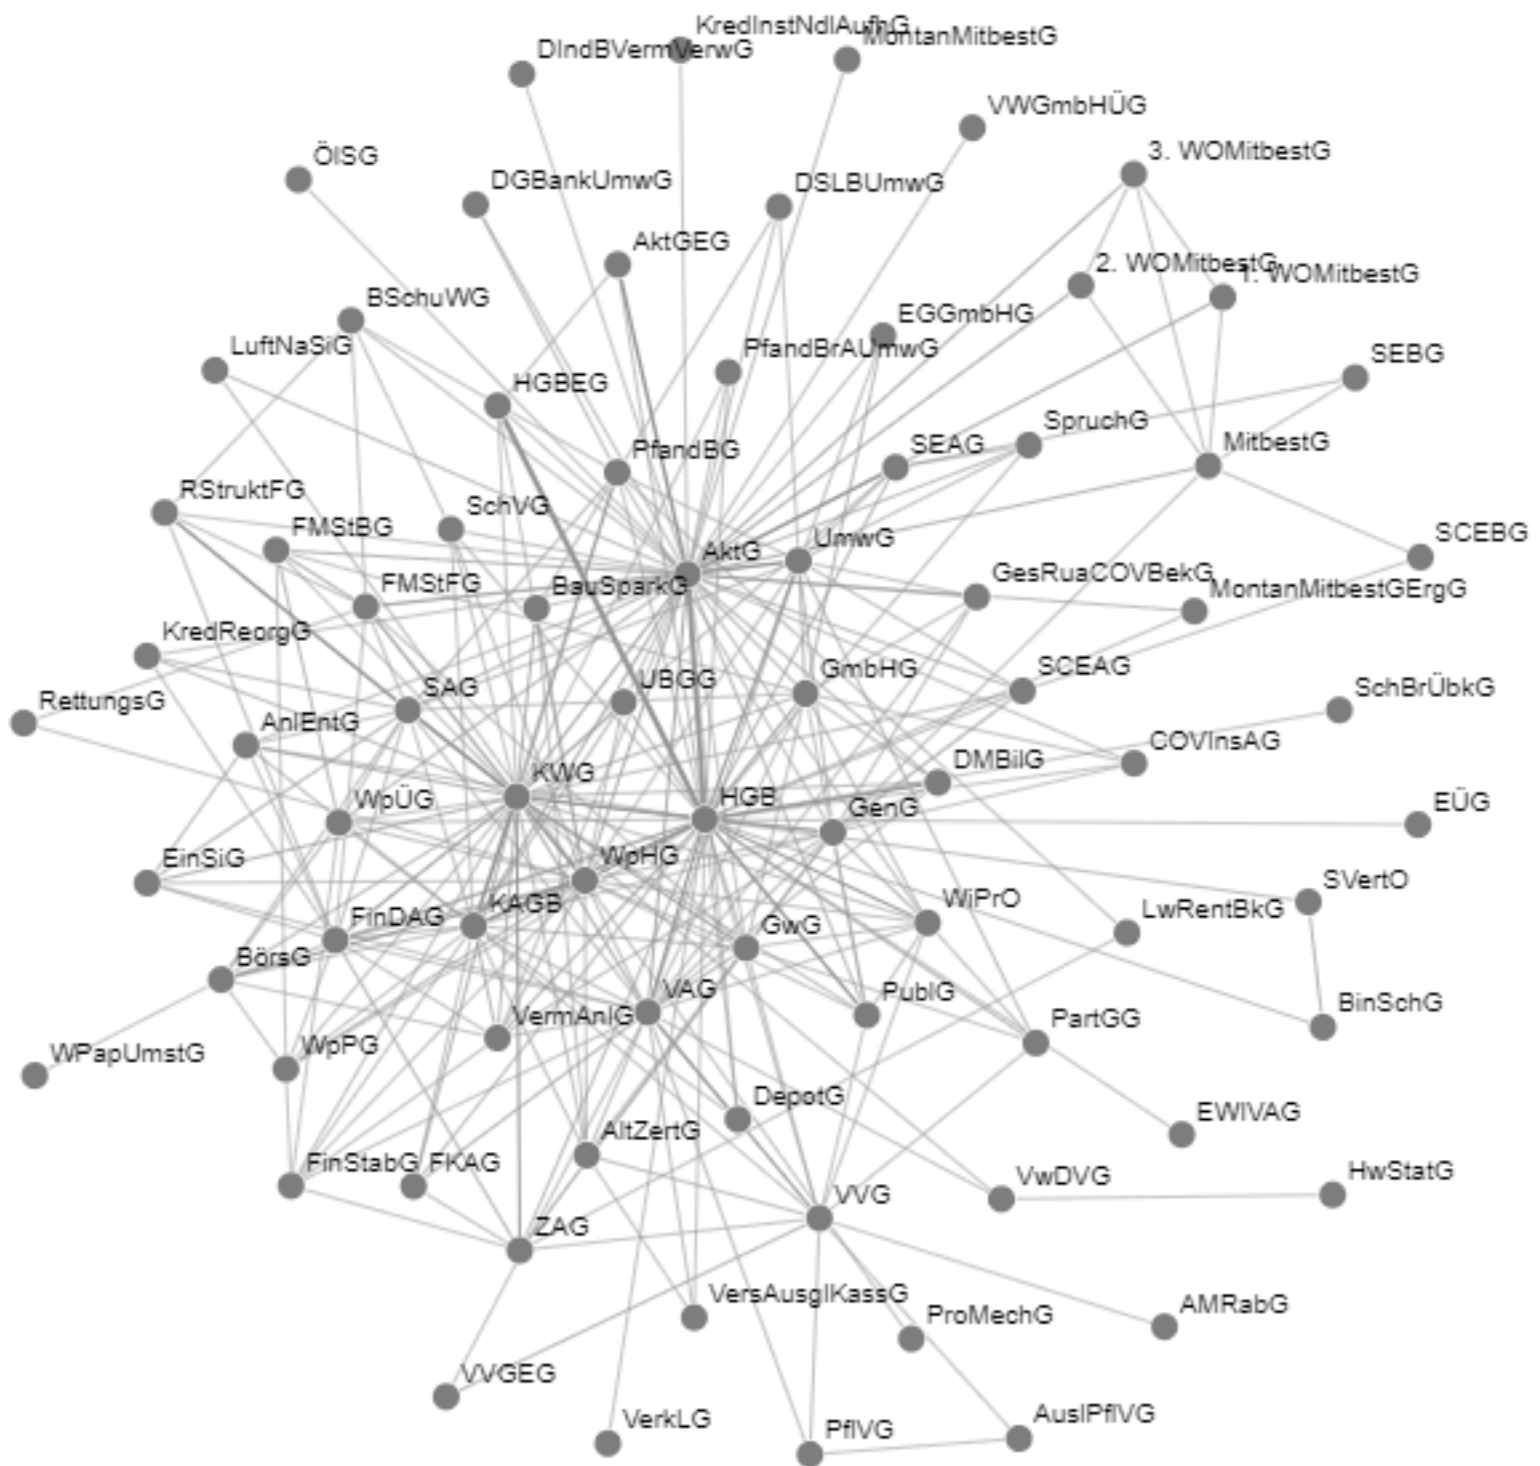 KredInstNdlAufhG
MontanMitbestG
DIndBVermVerwG
VWGmbHÜG
3. WOMitbestG
ÖlSG
DGBankUmwG
DSLBUmwG
AktGEG
2. WOMitbestG
1. WOMitbestG
BSchuWG
EGGmbHG
LuftNaSiG
PfandBrAUmwG
SEBG
HGBEG
SpruchG
MitbestG
PfandBG
SEAG
RStruktFG
SchVG
FMStBG
SCEBG
AktG
UmwG
GesRuaCOVBekG
FMStFG
BauSparkG
MontanMitbestGErgG
KredReorgG
GmbHG
SCEAG
UBGG
SchBrÜbkG
RettungsG
SAG
AnlEntG
COVInsAG
KWG
DMBilG
HGB
WpÜG
GenG
EÜG
EinSiG
WpHG
SVertO
WiPrO
LwRentBkG
KAGB
FinDAG
GwG
BörsG
VAG
PublG
BinSchG
VermAnlG
PartGG
WPapUmstG
WpPG
DepotG
EWIVAG
AltZertG
FinStabG
FKAG
HwStatG
VwDVG
VVG
ZAG
VersAusglKassG
AMRabG
ProMechG
VVGEG
VerkLG
PflVG
AuslPflVG